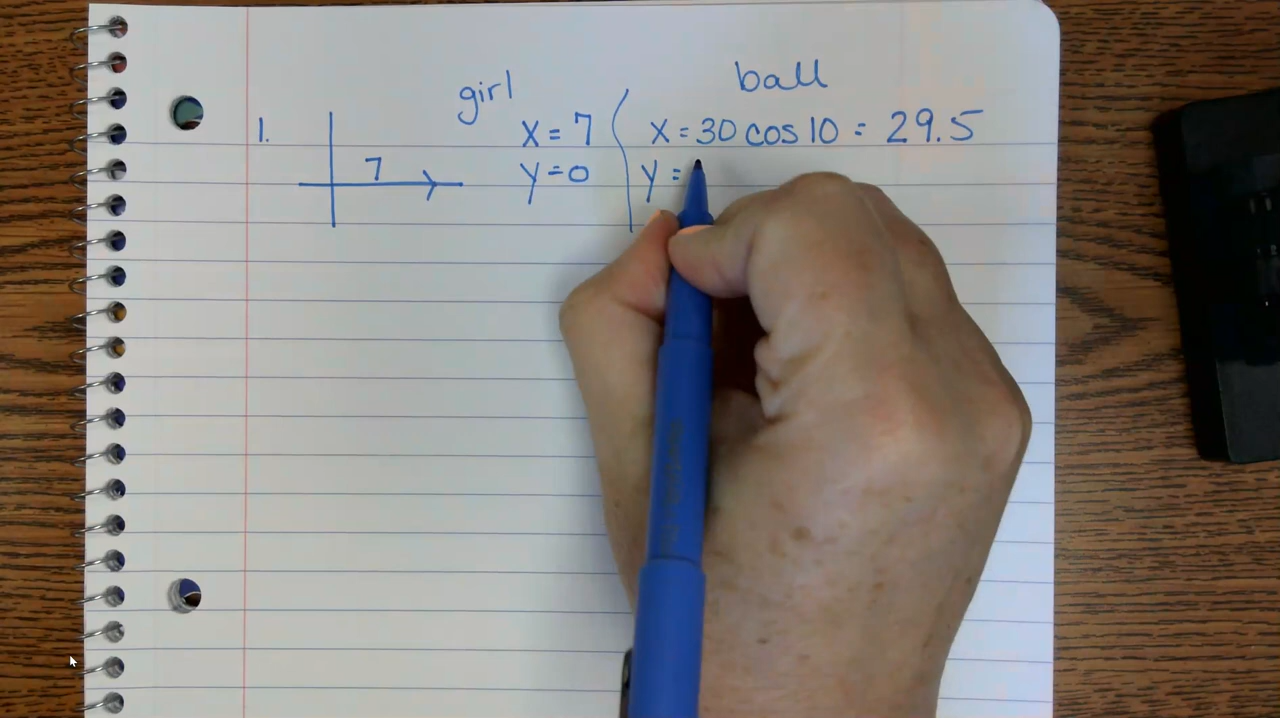 girl
ball
1.
7
x = 7
x = 30 cos 10 = 29.5
y = 0
y =